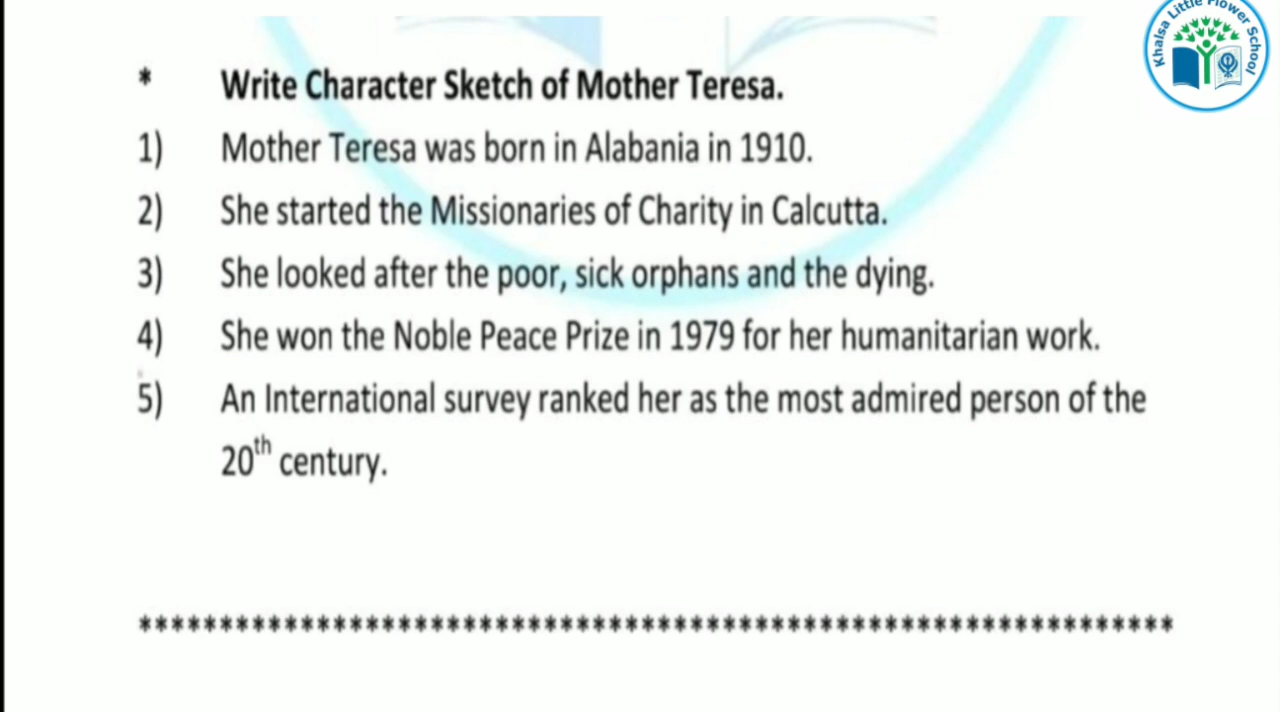 Khalsa Little Flower School
* Write Character Sketch of Mother Teresa.
1) Mother Teresa was born in Alabania in 1910.
2) She started the Missionaries of Charity in Calcutta.
3) She looked after the poor, sick orphans and the dying.
4) She won the Noble Peace Prize in 1979 for her humanitarian work.
5) An International survey ranked her as the most admired person of the
20th century.
****************************************************************